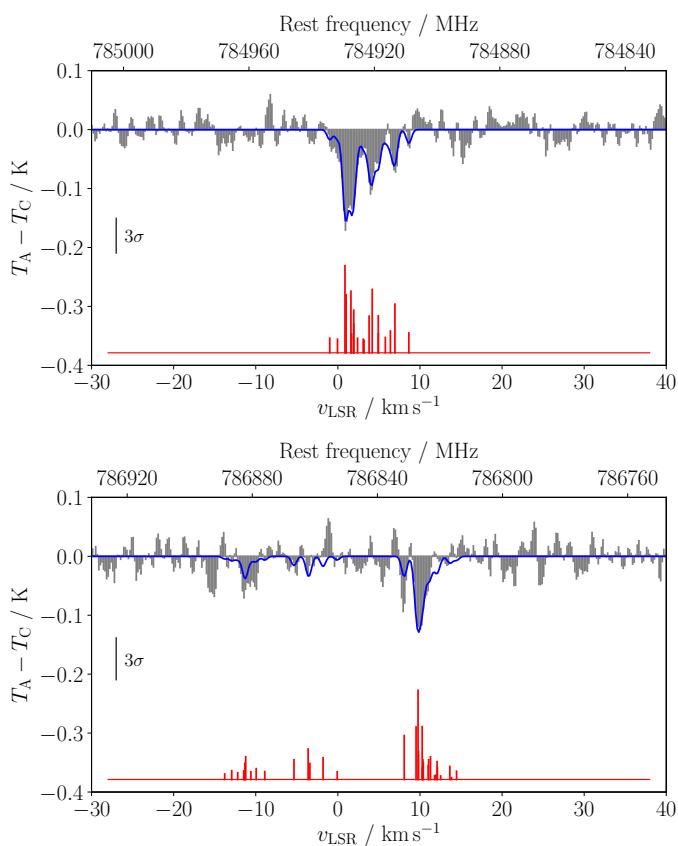 Rest frequency / MHz
785000 784960 784920 784880 784840
0.1
0.0
−0.1
−0.2
−0.3
−0.4
T_A − T_C / K
3σ
−30 −20 −10 0 10 20 30 40
v_LSR / km s⁻¹
Rest frequency / MHz
786920 786880 786840 786800 786760
0.1
0.0
−0.1
−0.2
−0.3
−0.4
T_A − T_C / K
3σ
−30 −20 −10 0 10 20 30 40
v_LSR / km s⁻¹